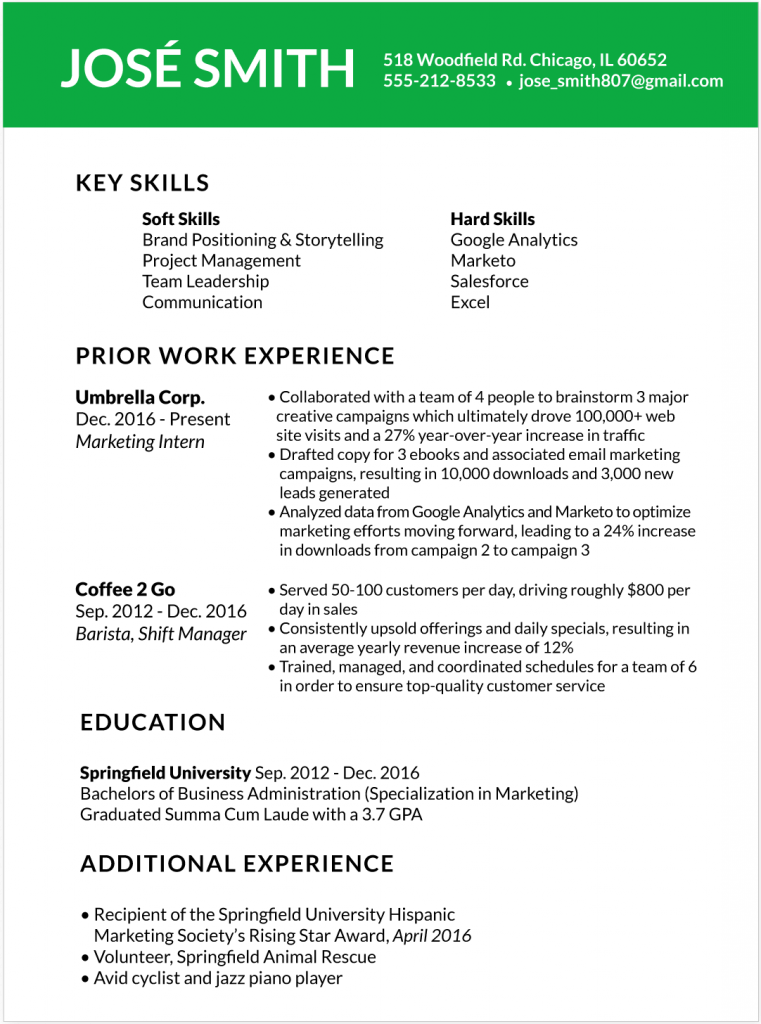 JOSÉ SMITH
518 Woodfield Rd. Chicago, IL 60652
555-212-8533 • jose_smith807@gmail.com
KEY SKILLS
Soft Skills
Brand Positioning & Storytelling
Project Management
Team Leadership
Communication
Hard Skills
Google Analytics
Marketo
Salesforce
Excel
PRIOR WORK EXPERIENCE
Umbrella Corp.
Dec. 2016 - Present
Marketing Intern
• Collaborated with a team of 4 people to brainstorm 3 major
creative campaigns which ultimately drove 100,000+ web
site visits and a 27% year-over-year increase in traffic
• Drafted copy for 3 ebooks and associated email marketing
campaigns, resulting in 10,000 downloads and 3,000 new
leads generated
• Analyzed data from Google Analytics and Marketo to optimize
marketing efforts moving forward, leading to a 24% increase
in downloads from campaign 2 to campaign 3
Coffee 2 Go
Sep. 2012 - Dec. 2016
Barista, Shift Manager
• Served 50-100 customers per day, driving roughly $800 per
day in sales
• Consistently upsold offerings and daily specials, resulting in
an average yearly revenue increase of 12%
• Trained, managed, and coordinated schedules for a team of 6
in order to ensure top-quality customer service
EDUCATION
Springfield University Sep. 2012 - Dec. 2016
Bachelors of Business Administration (Specialization in Marketing)
Graduated Summa Cum Laude with a 3.7 GPA
ADDITIONAL EXPERIENCE
• Recipient of the Springfield University Hispanic
Marketing Society’s Rising Star Award, April 2016
• Volunteer, Springfield Animal Rescue
• Avid cyclist and jazz piano player